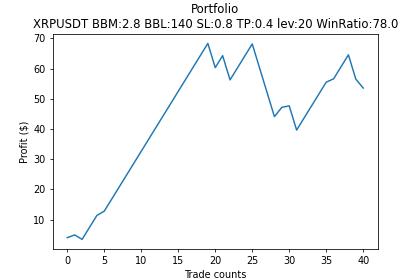 Portfolio
XRPUSDT BBM:2.8 BBL:140 SL:0.8 TP:0.4 lev:20 WinRatio:78.0
70
60
50
40
30
20
10
Profit ($)
0 5 10 15 20 25 30 35 40
Trade counts